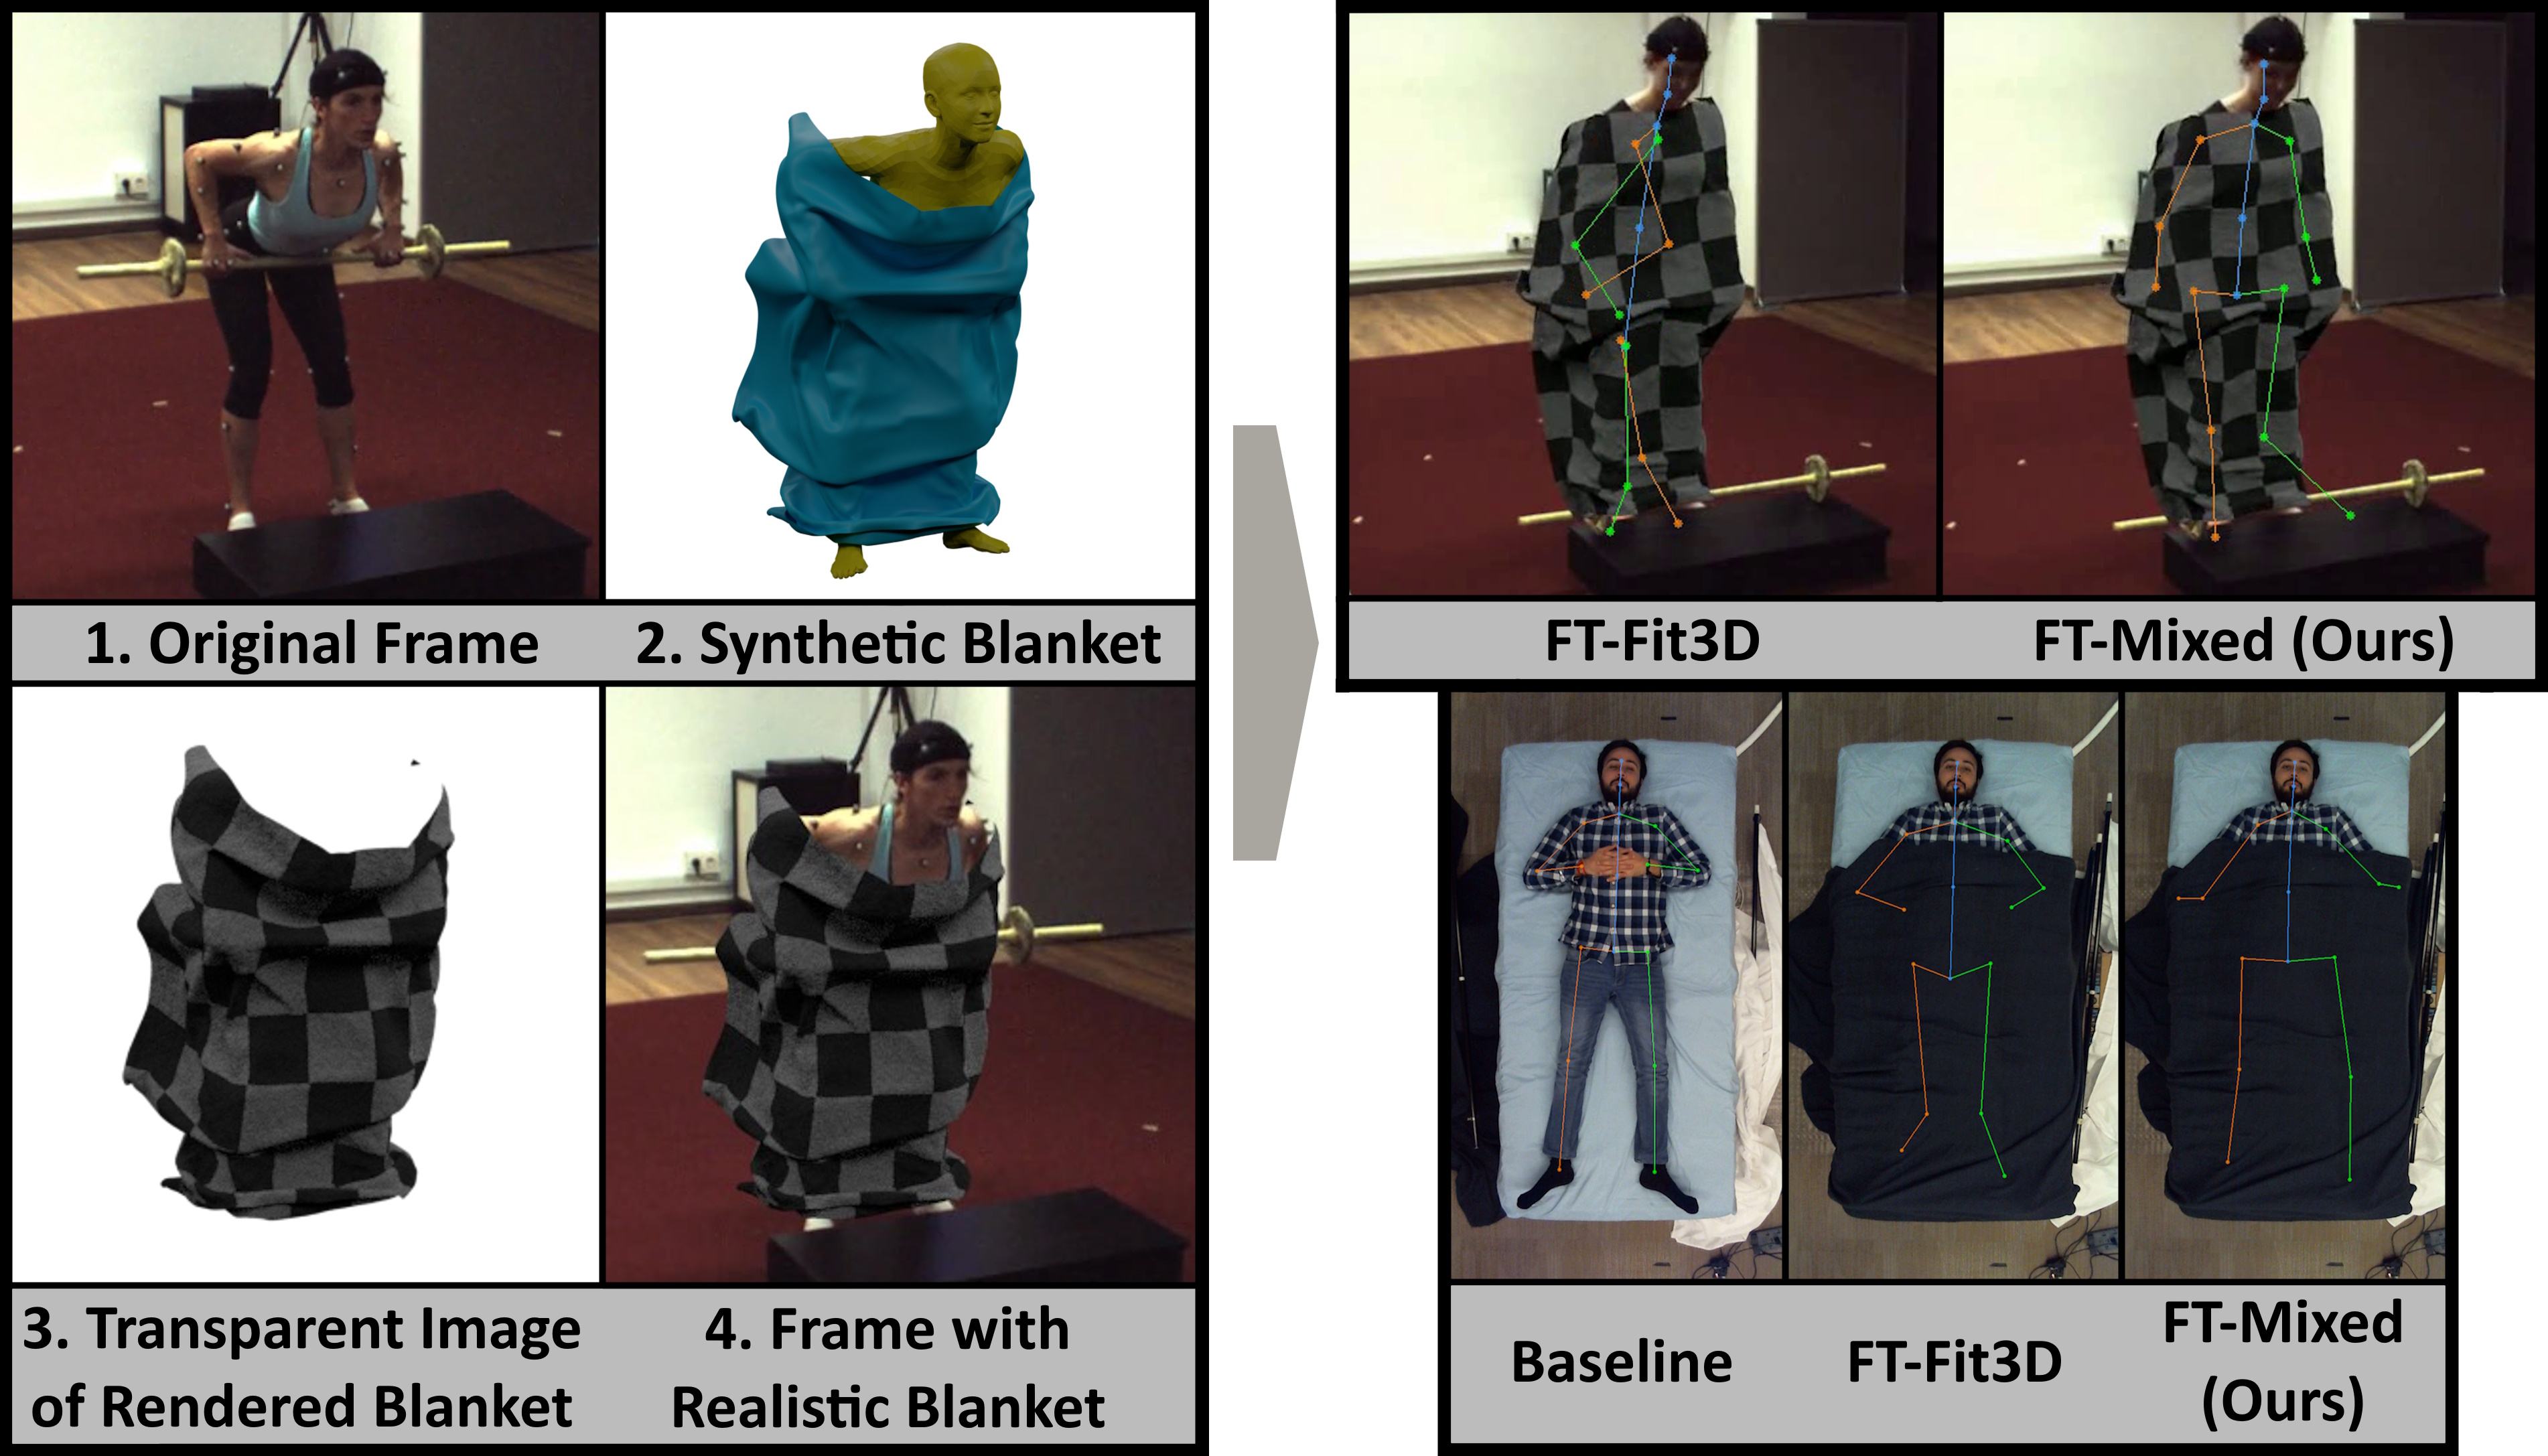 1. Original Frame
2. Synthetic Blanket
3. Transparent Image
of Rendered Blanket
4. Frame with
Realistic Blanket
FT-Fit3D
FT-Mixed (Ours)
Baseline
FT-Fit3D
FT-Mixed
(Ours)